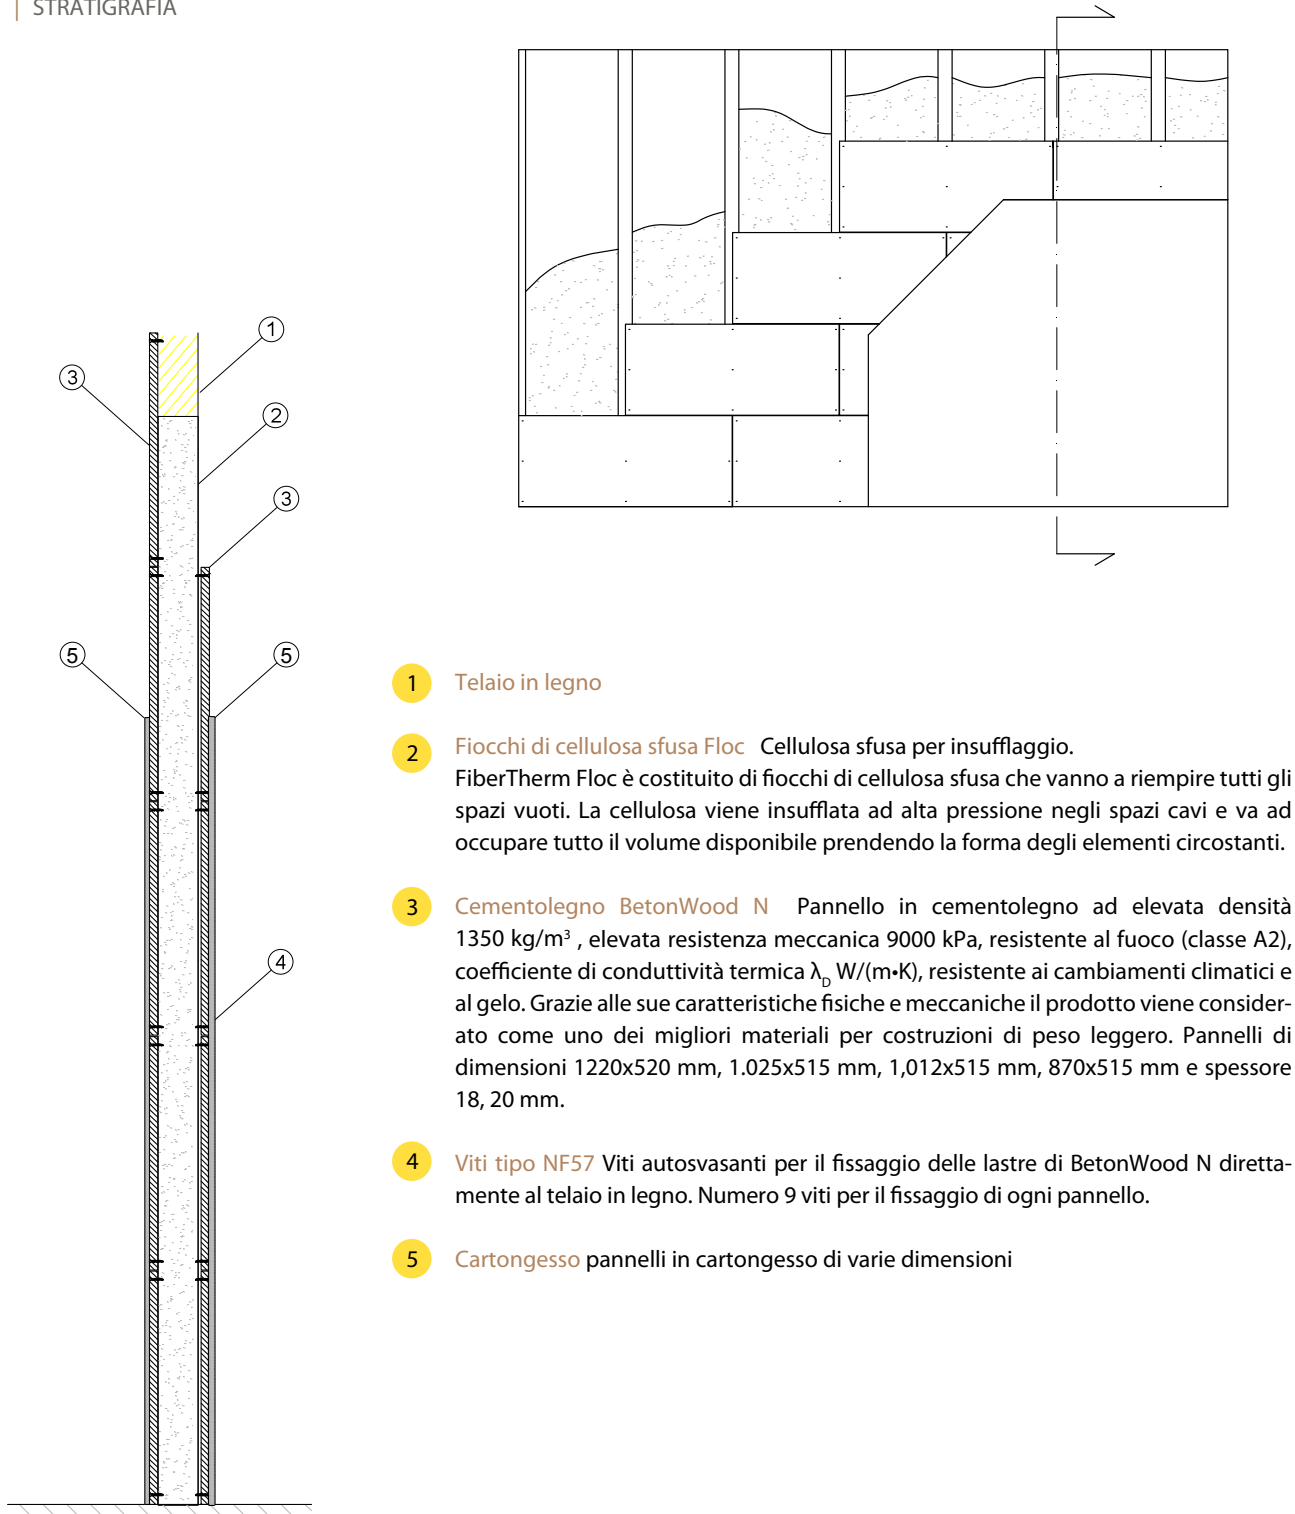 STRATIGRAFIA
1
3
2
3
5
5
4
1 Telaio in legno
2 Fiocchi di cellulosa sfusa Floc Cellulosa sfusa per insufflaggio.
FiberTherm Floc è costituito di fiocchi di cellulosa sfusa che vanno a riempire tutti gli
spazi vuoti. La cellulosa viene insufflata ad alta pressione negli spazi cavi e va ad
occupare tutto il volume disponibile prendendo la forma degli elementi circostanti.
3 Cementolegno BetonWood N Pannello in cementolegno ad elevata densità
1350 kg/m³ , elevata resistenza meccanica 9000 kPa, resistente al fuoco (classe A2),
coefficiente di conduttività termica λD W/(m•K), resistente ai cambiamenti climatici e
al gelo. Grazie alle sue caratteristiche fisiche e meccaniche il prodotto viene consider-
ato come uno dei migliori materiali per costruzioni di peso leggero. Pannelli di
dimensioni 1220x520 mm, 1.025x515 mm, 1,012x515 mm, 870x515 mm e spessore
18, 20 mm.
4 Viti tipo NF57 Viti autosvasanti per il fissaggio delle lastre di BetonWood N diretta-
mente al telaio in legno. Numero 9 viti per il fissaggio di ogni pannello.
5 Cartongesso pannelli in cartongesso di varie dimensioni